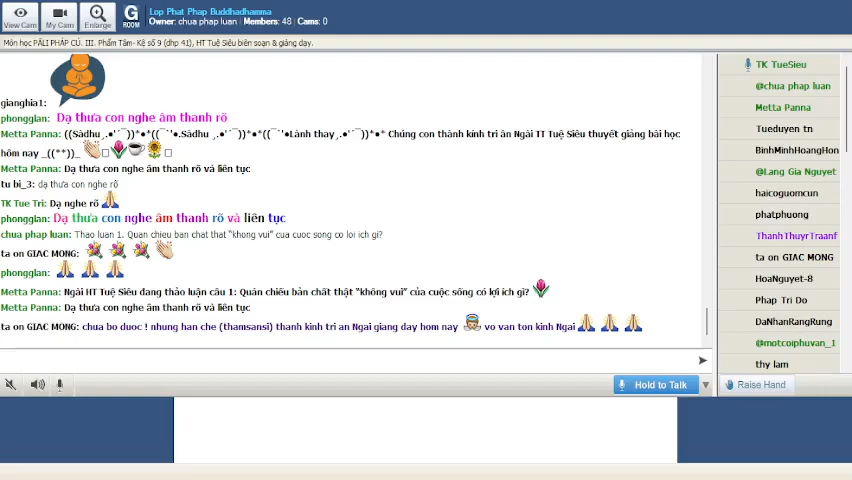 View Cam
My Cam
Enlarge
G
ROOM
Lop Phat Phap Buddhadhamma
Owner: chua phap luan | Members: 48 | Cams: 0
Môn học PĀLI PHÁP CÚ. III. Phẩm Tâm- Kệ số 9 (dhp 41), HT Tuệ Siêu biên soạn & giảng dạy.
gianghia1:
phongglan: Dạ thưa con nghe âm thanh rõ
Metta Panna: ((Sādhu ¸.•'´¯))*•*((¯`'•.Sādhu ¸.•'´¯))*•*((¯`'•Lành thay¸.•'´¯))*•* Chúng con thành kính tri ân Ngài TT Tuệ Siêu thuyết giảng bài học
hôm nay _((**))_
Metta Panna: Dạ thưa con nghe âm thanh rõ và liên tục
tu bi_3: dạ thưa con nghe rõ
TK Tue Tri: Dạ nghe rõ
phongglan: Dạ thưa con nghe âm thanh rõ và liên tục
chua phap luan: Thao luan 1. Quan chieu ban chat that "khong vui" cua cuoc song co loi ich gi?
ta on GIAC MONG:
phongglan:
Metta Panna: Ngài HT Tuệ Siêu đang thảo luận câu 1: Quán chiếu bản chất thật "không vui" của cuộc sống có lợi ích gì?
Metta Panna: Dạ thưa con nghe âm thanh rõ và liên tục
ta on GIAC MONG: chua bo duoc ! nhung han che (thamsansi) thanh kinh tri an Ngai giang day hom nay vo van ton kinh Ngai
Hold to Talk
TK TueSieu
@chua phap luan
Metta Panna
Tueduyen tn
BinhMinhHoangHon
@Lang Gia Nguyet
haicoguomcun
phatphuong
ThanhThuyrTraanf
ta on GIAC MONG
HoaNguyet-8
Phap Tri Do
DaNhanRangRung
@motcoiphuvan_1
thy lam
Raise Hand